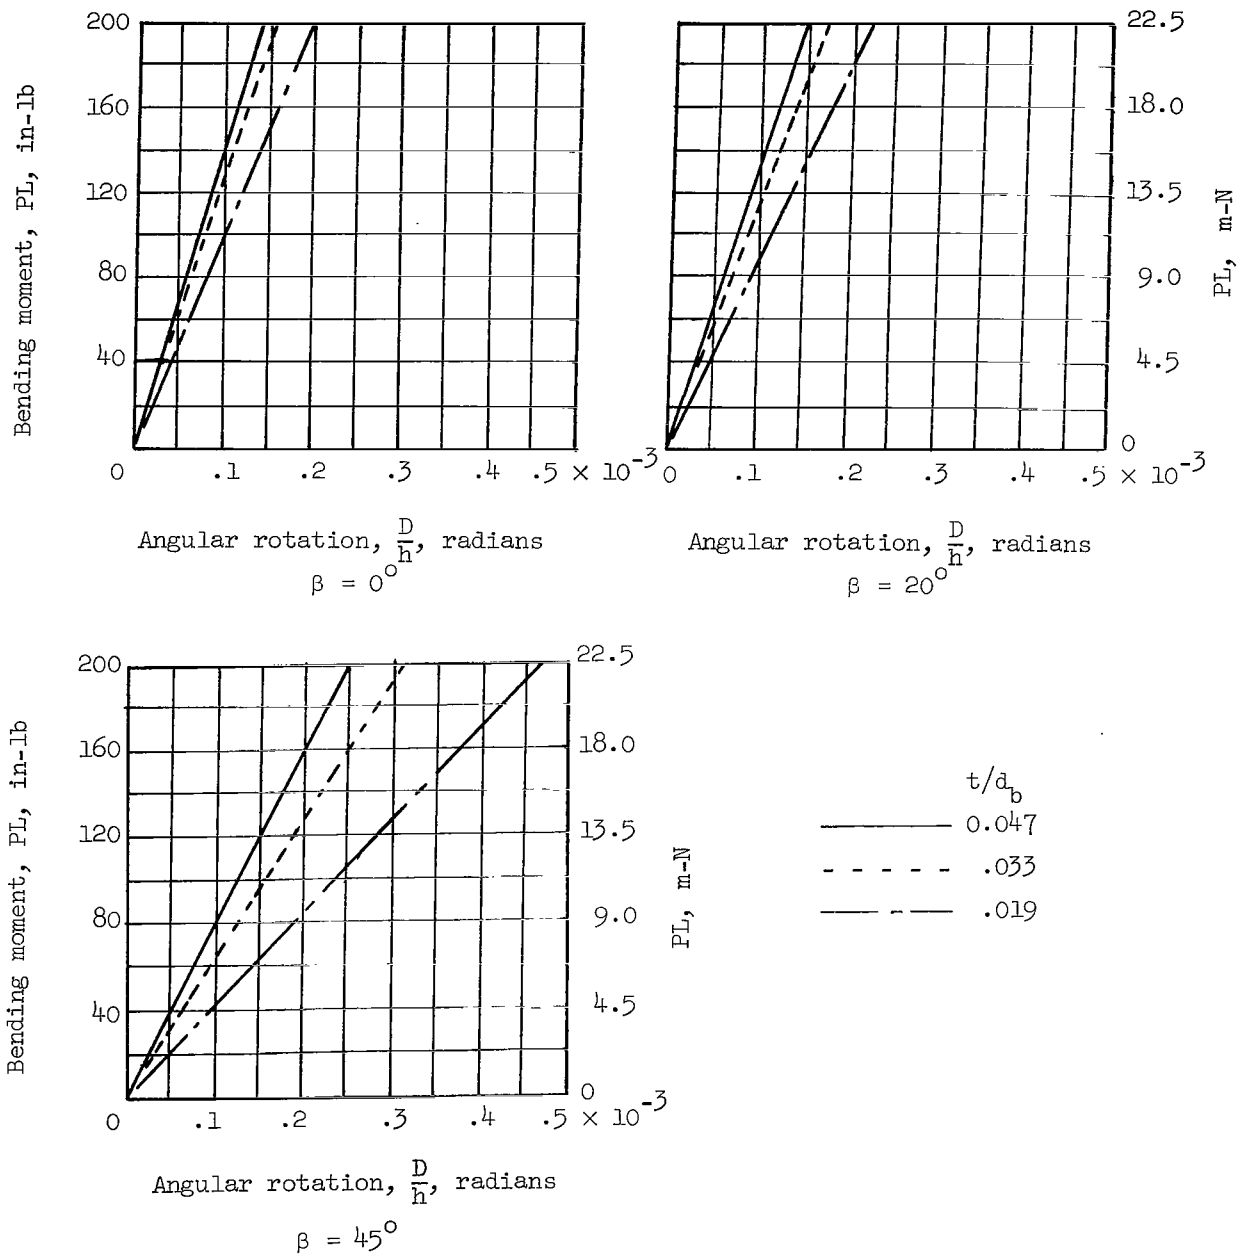 200
160
120
80
40
Bending moment, PL, in-lb
0 .1 .2 .3 .4 .5 × 10⁻³
Angular rotation, D/h, radians
β = 0°
22.5
18.0
13.5
9.0
4.5
0
PL, m-N
0 .1 .2 .3 .4 .5 × 10⁻³
Angular rotation, D/h, radians
β = 20°
200
160
120
80
40
Bending moment, PL, in-lb
22.5
18.0
13.5
9.0
4.5
0
PL, m-N
0 .1 .2 .3 .4 .5 × 10⁻³
Angular rotation, D/h, radians
β = 45°
t/d_b
0.047
.033
.019